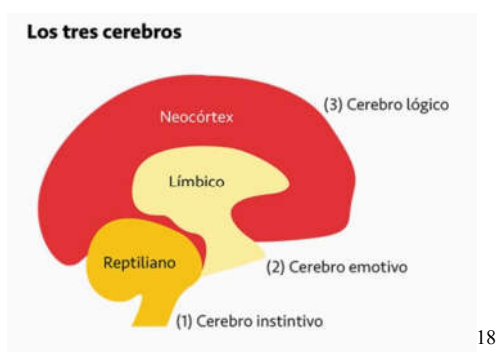 Los tres cerebros
(3) Cerebro lógico
Neocórtex
Límbico
Reptiliano
(2) Cerebro emotivo
(1) Cerebro instintivo
18